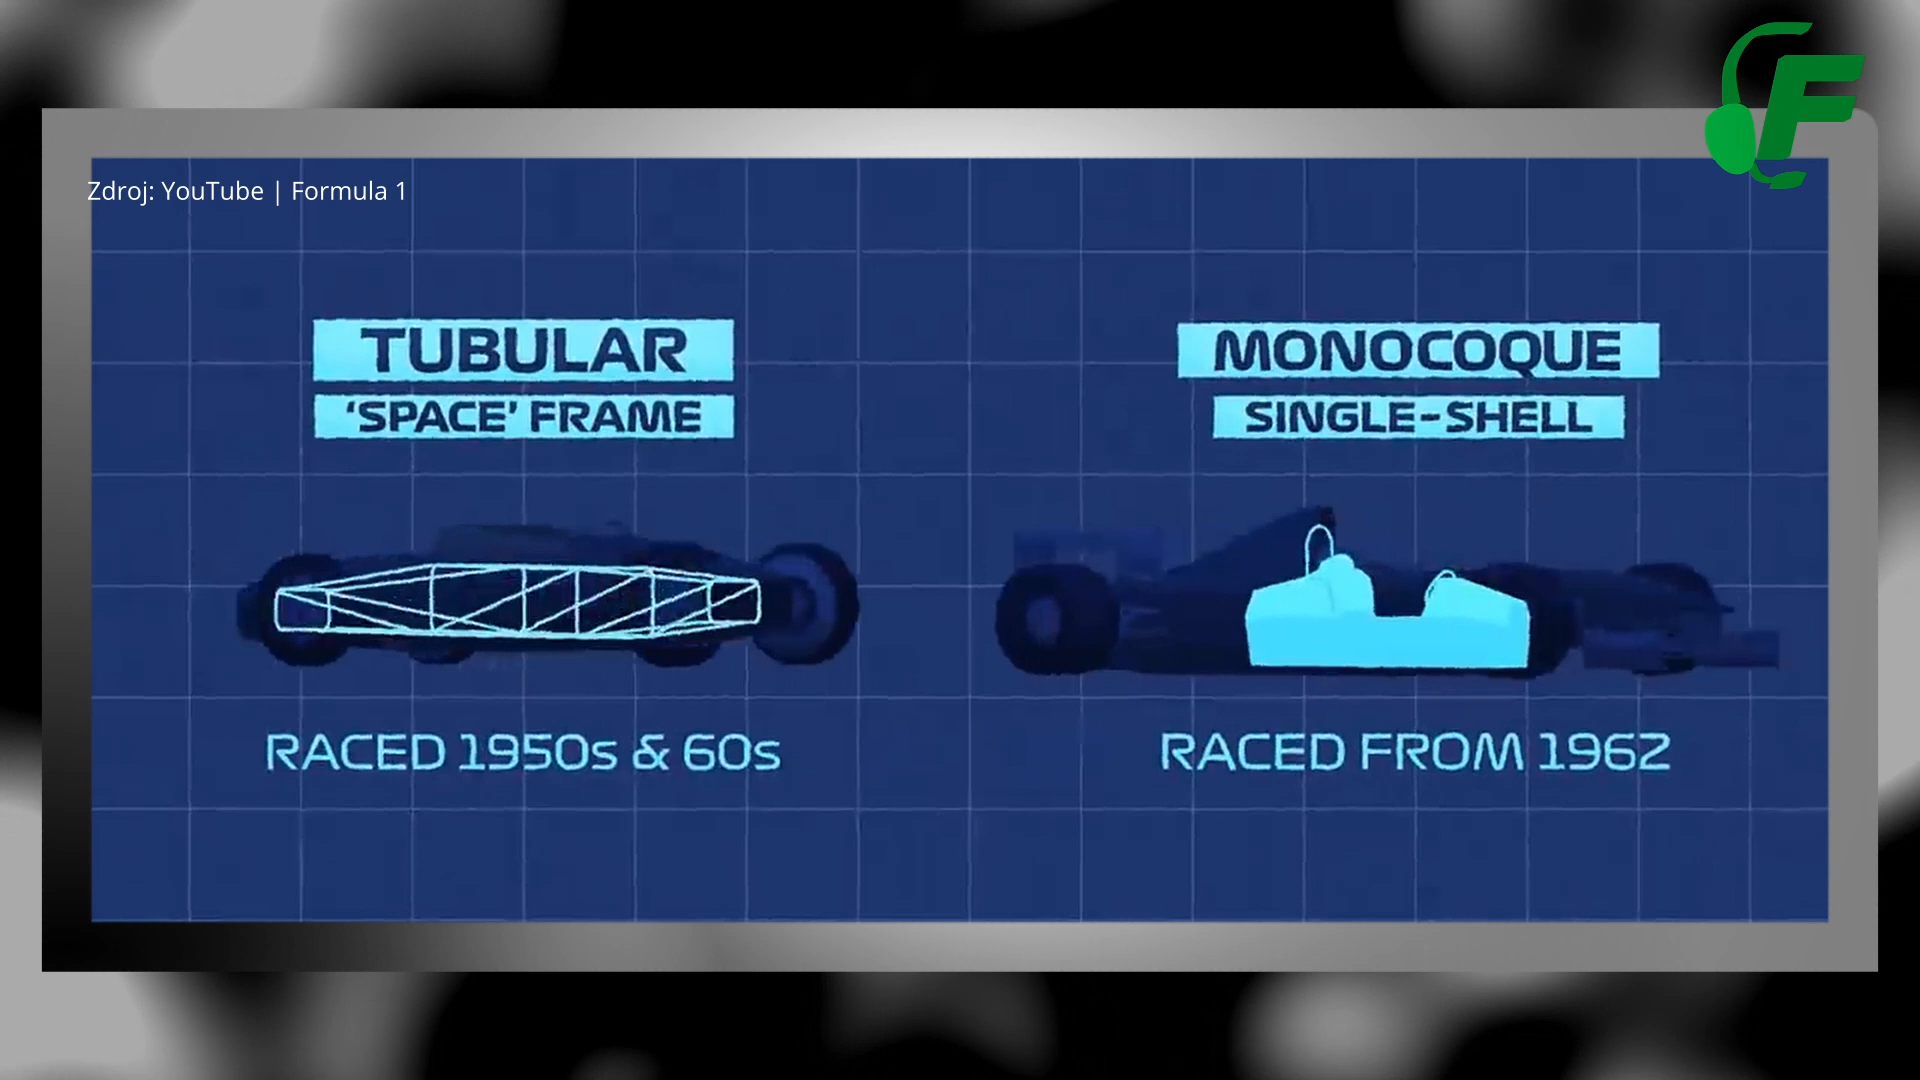 Zdroj: YouTube | Formula 1
F
TUBULAR
‘SPACE’ FRAME
RACED 1950s & 60s
MONOCOQUE
SINGLE-SHELL
RACED FROM 1962